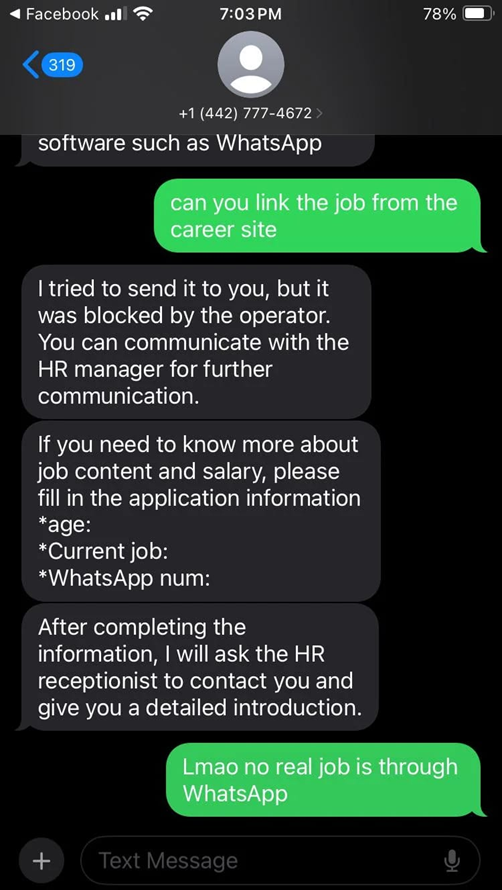 ◀ Facebook
7:03 PM
78%
319
+1 (442) 777-4672 >
software such as WhatsApp
can you link the job from the
career site
I tried to send it to you, but it
was blocked by the operator.
You can communicate with the
HR manager for further
communication.
If you need to know more about
job content and salary, please
fill in the application information
*age:
*Current job:
*WhatsApp num:
After completing the
information, I will ask the HR
receptionist to contact you and
give you a detailed introduction.
Lmao no real job is through
WhatsApp
Text Message